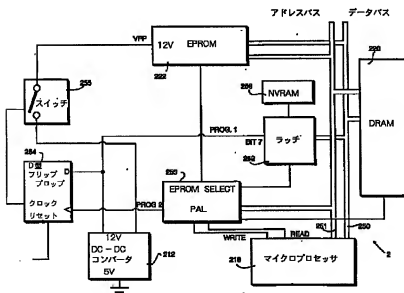 アドレスバス
データバス
VPP
12V
EPROM
222
255
スイッチ
256
NVRAM
220
DRAM
PROG.1
BIT 7
ラッチ
252
254
D型
フリップ
プロップ
D
クロック
リセット
PROG 2
253
EPROM SELECT
PAL
12V
DC-DC
コンバータ
5V
212
WRITE
READ
251
250
218
マイクロプロセッサ
2